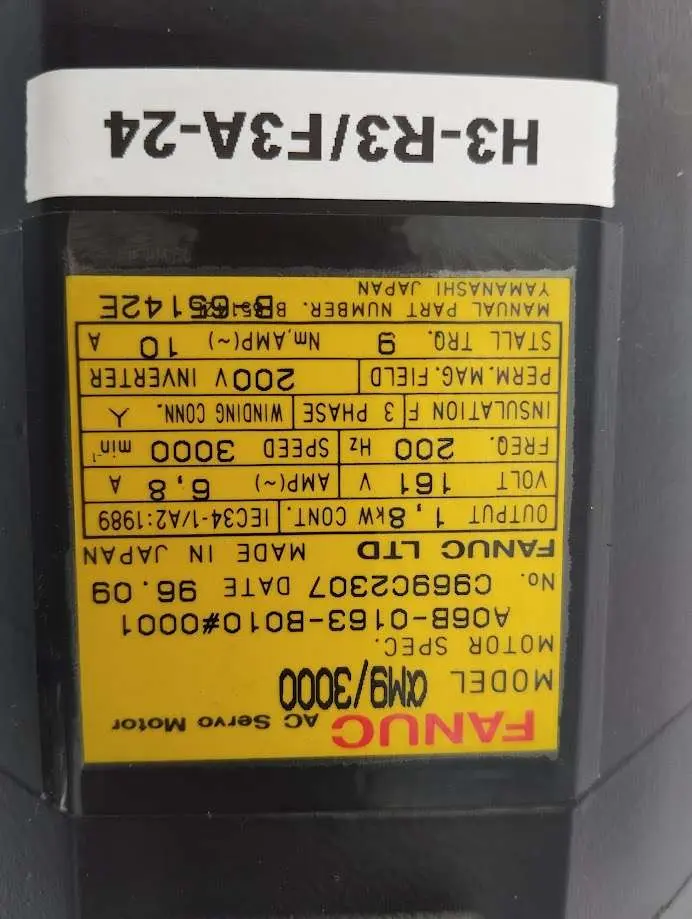 FANUC AC Servo Motor
MODEL αM9/3000
MOTOR SPEC.
A06B-0163-B010#0001
No. C969C2307 DATE 96.09
FANUC LTD MADE IN JAPAN
OUTPUT 1,8kW CONT. IEC34-1/A2:1989
VOLT 161 V AMP(~) 6,8 A
FREQ. 200 Hz SPEED 3000 min⁻¹
INSULATION F 3 PHASE WINDING CONN. Y
PERM.MAG.FIELD 200V INVERTER
STALL TRQ. 9 Nm,AMP(~) 10 A
MANUAL PART NUMBER. B-65142E
YAMANASHI JAPAN
H3-R3/F3A-24